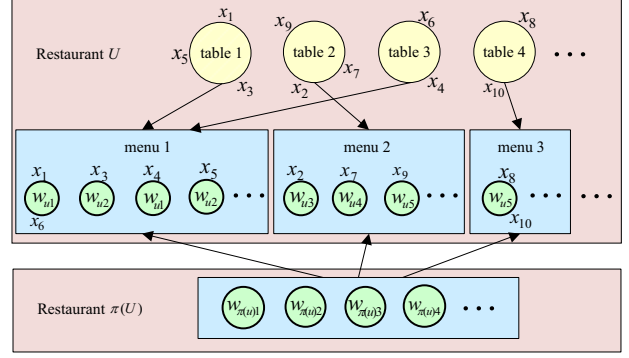 x1 x9 x6 x8
Restaurant U x5 table 1 table 2 table 3 table 4 ...
x3 x2 x7 x4 x10
menu 1 menu 2 menu 3
x1 x3 x4 x5 x2 x7 x9 x8
wu1 wu2 wu1 wu2 ... wu3 wu4 wu5 ... wu5 ... ...
x6 x10
Restaurant π(U) wπ(u)1 wπ(u)2 wπ(u)3 wπ(u)4 ...